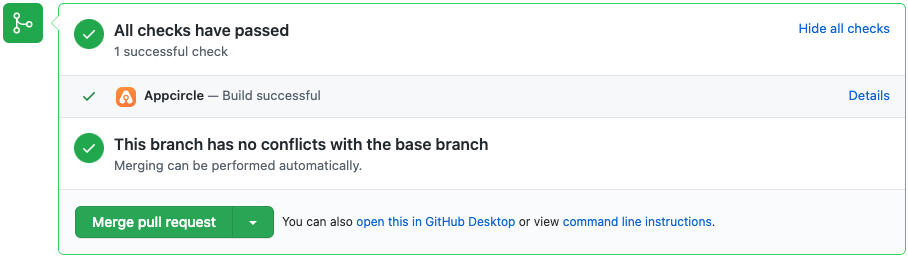 All checks have passed
Hide all checks
1 successful check
Appcircle — Build successful
Details
This branch has no conflicts with the base branch
Merging can be performed automatically.
Merge pull request
You can also open this in GitHub Desktop or view command line instructions.